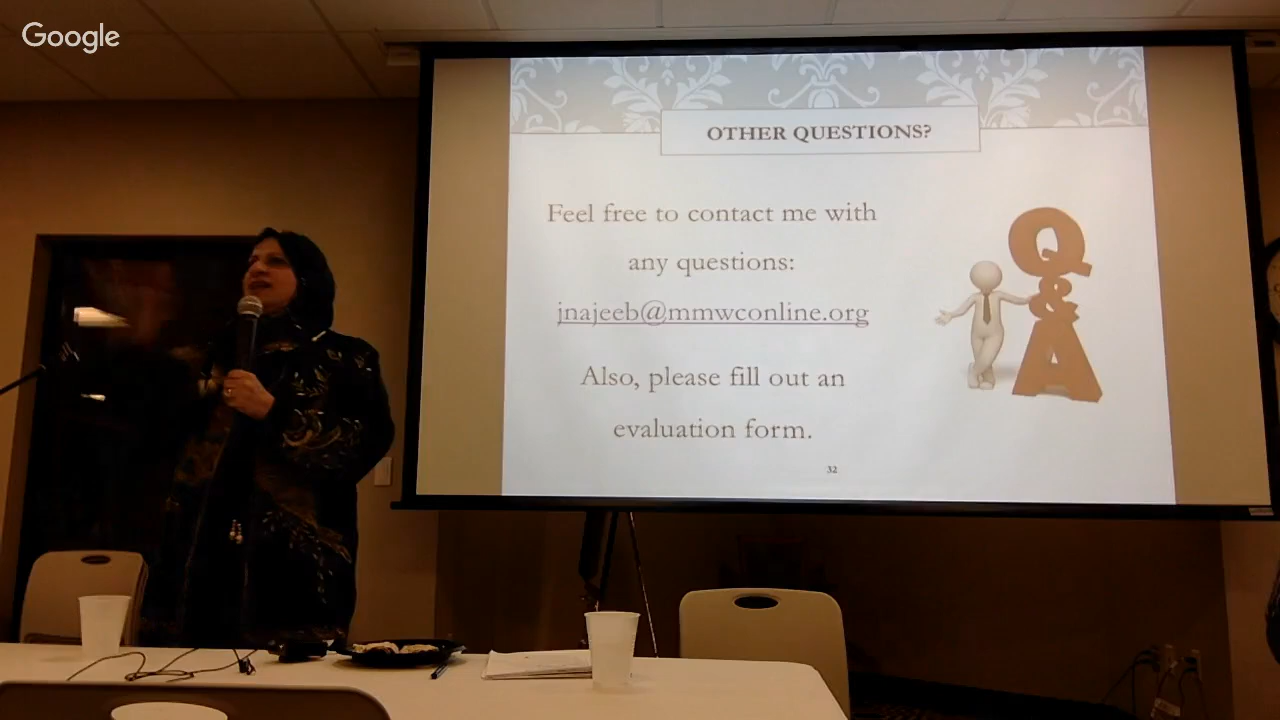 Google
OTHER QUESTIONS?
Feel free to contact me with
any questions:
jnajeeb@mmwconline.org
Also, please fill out an
evaluation form.
32
Q
&
A